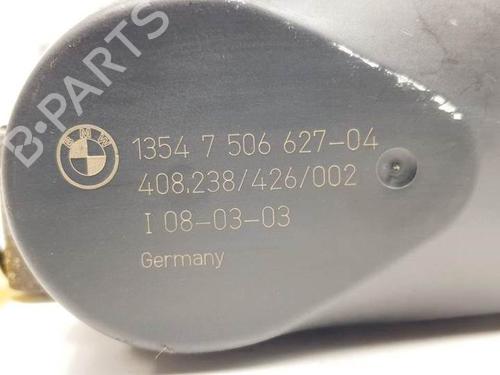 B-PARTS
BMW
1354 7 506 627-04
408.238/426/002
I 08-03-03
Germany